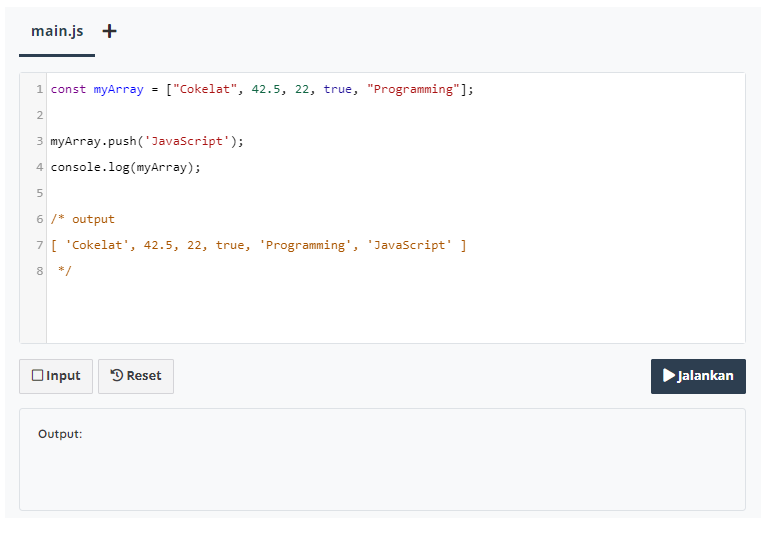 main.js +
1 const myArray = ["Cokelat", 42.5, 22, true, "Programming"];
2
3 myArray.push('JavaScript');
4 console.log(myArray);
5
6 /* output
7 [ 'Cokelat', 42.5, 22, true, 'Programming', 'JavaScript' ]
8  */
Input Reset Jalankan
Output: